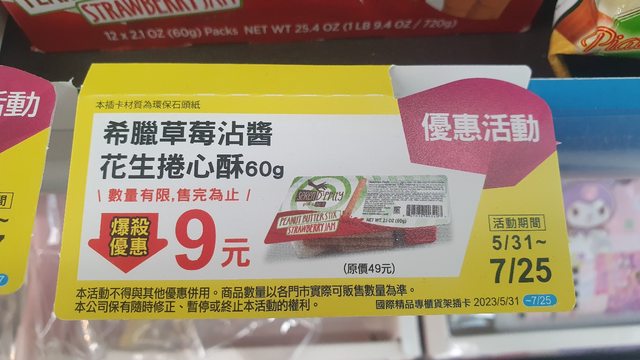 STRAWBERRY JAM
12 x 2.1 OZ (60g) Packs NET WT 25.4 OZ (1 LB 9.4 OZ / 720g)
活動
本插卡材質為環保石頭紙
希臘草莓沾醬
花生捲心酥60g
優惠活動
\ 數量有限,售完為止 /
爆殺
優惠
9元
PEANUT BUTTER STIX
STRAWBERRY JAM
NET WT 2.1 OZ (60g)
(原價49元)
活動期間
5/31~
7/25
本活動不得與其他優惠併用。商品數量以各門市實際可販售數量為準。
本公司保有隨時修正、暫停或終止本活動的權利。
國際精品專櫃貨架插卡 2023/5/31 ~7/25